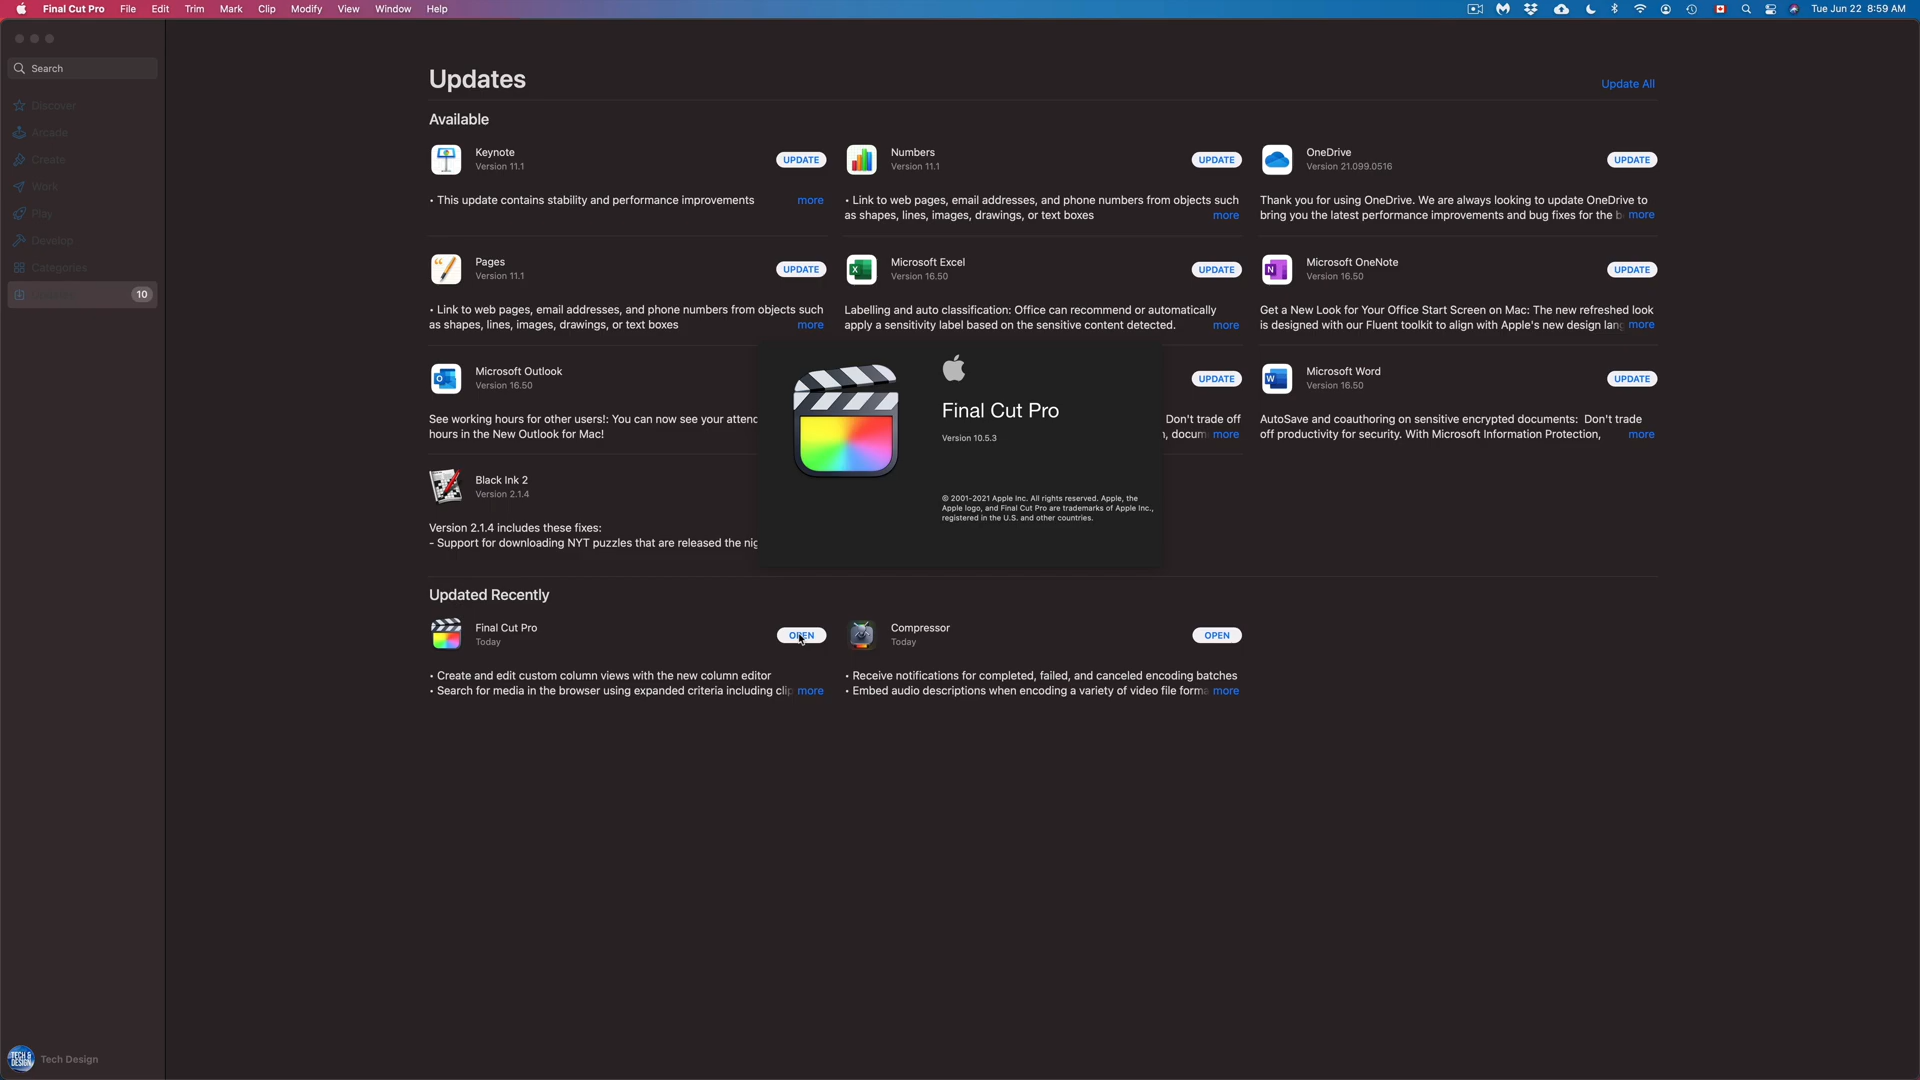 Final Cut Pro File Edit Trim Mark Clip Modify View Window Help
Tue Jun 22 8:59 AM
Search
Discover
Arcade
Create
Work
Play
Develop
Categories
10
Tech Design
Updates
Update All
Available
Keynote
Version 11.1
UPDATE
• This update contains stability and performance improvements
more
Numbers
Version 11.1
UPDATE
• Link to web pages, email addresses, and phone numbers from objects such
as shapes, lines, images, drawings, or text boxes
more
OneDrive
Version 21.099.0516
UPDATE
Thank you for using OneDrive. We are always looking to update OneDrive to
bring you the latest performance improvements and bug fixes for the b more
Pages
Version 11.1
UPDATE
• Link to web pages, email addresses, and phone numbers from objects such
as shapes, lines, images, drawings, or text boxes
more
Microsoft Excel
Version 16.50
UPDATE
Labelling and auto classification: Office can recommend or automatically
apply a sensitivity label based on the sensitive content detected.
more
Microsoft OneNote
Version 16.50
UPDATE
Get a New Look for Your Office Start Screen on Mac: The new refreshed look
is designed with our Fluent toolkit to align with Apple's new design lang more
Microsoft Outlook
Version 16.50
See working hours for other users!: You can now see your attenc
hours in the New Outlook for Mac!
UPDATE
Don't trade off
), docum more
Microsoft Word
Version 16.50
UPDATE
AutoSave and coauthoring on sensitive encrypted documents: Don't trade
off productivity for security. With Microsoft Information Protection,
more
Black Ink 2
Version 2.1.4
Version 2.1.4 includes these fixes:
- Support for downloading NYT puzzles that are released the nig
Final Cut Pro
Version 10.5.3
© 2001-2021 Apple Inc. All rights reserved. Apple, the
Apple logo, and Final Cut Pro are trademarks of Apple Inc.,
registered in the U.S. and other countries.
Updated Recently
Final Cut Pro
Today
OPEN
• Create and edit custom column views with the new column editor
• Search for media in the browser using expanded criteria including clip more
Compressor
Today
OPEN
• Receive notifications for completed, failed, and canceled encoding batches
• Embed audio descriptions when encoding a variety of video file forma more